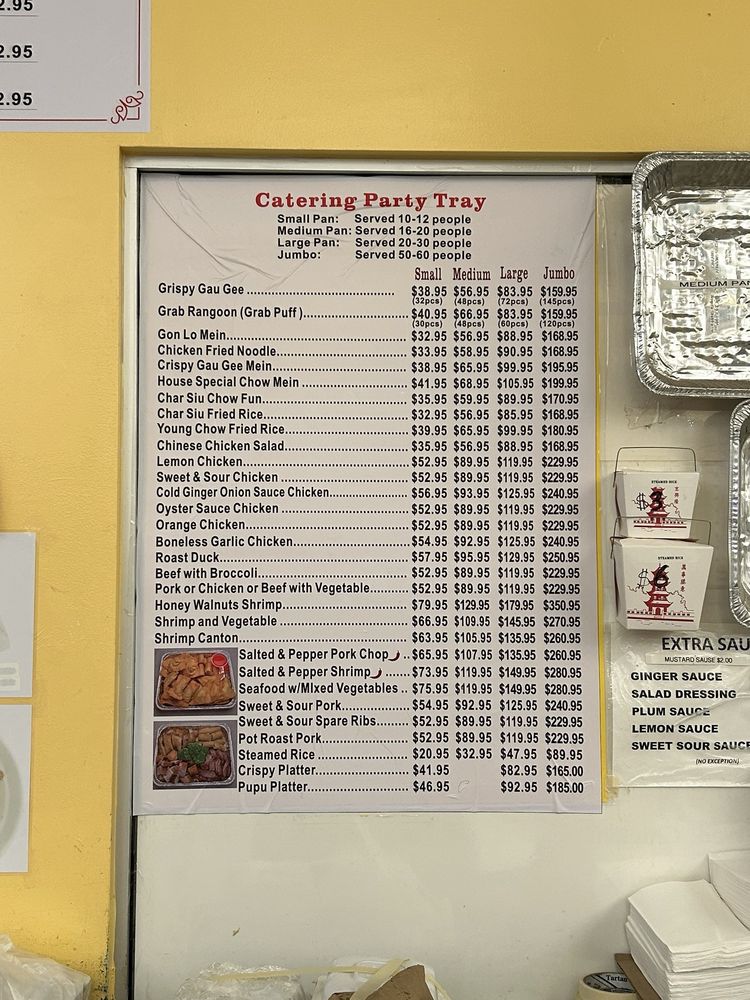 2.95
2.95
2.95
Catering Party Tray
Small Pan: Served 10-12 people
Medium Pan: Served 16-20 people
Large Pan: Served 20-30 people
Jumbo: Served 50-60 people
Small Medium Large Jumbo
Grispy Gau Gee ........ $38.95 $56.95 $83.95 $159.95
(32pcs) (48pcs) (72pcs) (145pcs)
Grab Rangoon (Grab Puff )........ $40.95 $66.95 $83.95 $159.95
(30pcs) (48pcs) (60pcs) (120pcs)
Gon Lo Mein........ $32.95 $56.95 $88.95 $168.95
Chicken Fried Noodle........ $33.95 $58.95 $90.95 $168.95
Crispy Gau Gee Mein........ $38.95 $65.95 $99.95 $195.95
House Special Chow Mein ........ $41.95 $68.95 $105.95 $199.95
Char Siu Chow Fun........ $35.95 $59.95 $89.95 $170.95
Char Siu Fried Rice........ $32.95 $56.95 $85.95 $168.95
Young Chow Fried Rice........ $39.95 $65.95 $99.95 $180.95
Chinese Chicken Salad........ $35.95 $56.95 $88.95 $168.95
Lemon Chicken........ $52.95 $89.95 $119.95 $229.95
Sweet & Sour Chicken ........ $52.95 $89.95 $119.95 $229.95
Cold Ginger Onion Sauce Chicken........ $56.95 $93.95 $125.95 $240.95
Oyster Sauce Chicken ........ $52.95 $89.95 $119.95 $229.95
Orange Chicken........ $52.95 $89.95 $119.95 $229.95
Boneless Garlic Chicken........ $54.95 $92.95 $125.95 $240.95
Roast Duck........ $57.95 $95.95 $129.95 $250.95
Beef with Broccoli........ $52.95 $89.95 $119.95 $229.95
Pork or Chicken or Beef with Vegetable........ $52.95 $89.95 $119.95 $229.95
Honey Walnuts Shrimp........ $79.95 $129.95 $179.95 $350.95
Shrimp and Vegetable ........ $66.95 $109.95 $145.95 $270.95
Shrimp Canton........ $63.95 $105.95 $135.95 $260.95
Salted & Pepper Pork Chop .. $65.95 $107.95 $135.95 $260.95
Salted & Pepper Shrimp ...... $73.95 $119.95 $149.95 $280.95
Seafood w/MIxed Vegetables .. $75.95 $119.95 $149.95 $280.95
Sweet & Sour Pork........ $54.95 $92.95 $125.95 $240.95
Sweet & Sour Spare Ribs........ $52.95 $89.95 $119.95 $229.95
Pot Roast Pork........ $52.95 $89.95 $119.95 $229.95
Steamed Rice ........ $20.95 $32.95 $47.95 $89.95
Crispy Platter........ $41.95 $82.95 $165.00
Pupu Platter........ $46.95 $92.95 $185.00
MEDIUM PAN
STEAMED RICE
$3
STEAMED RICE
$6
EXTRA SAU
MUSTARD SAUSE $2.00
GINGER SAUCE
SALAD DRESSING
PLUM SAUCE
LEMON SAUCE
SWEET SOUR SAUCE
(NO EXCEPTION)
Tartan